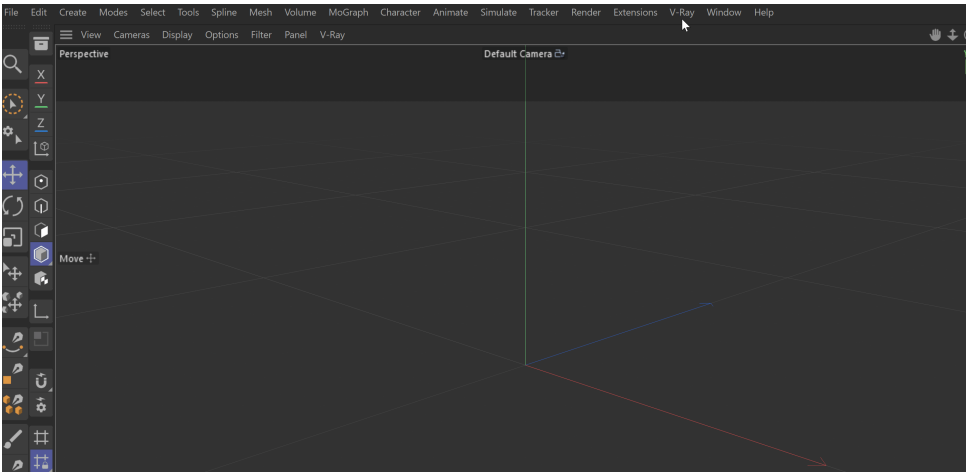 File Edit Create Modes Select Tools Spline Mesh Volume MoGraph Character Animate Simulate Tracker Render Extensions V-Ray Window Help
View Cameras Display Options Filter Panel V-Ray
Perspective Default Camera
X
Y
Z
Move